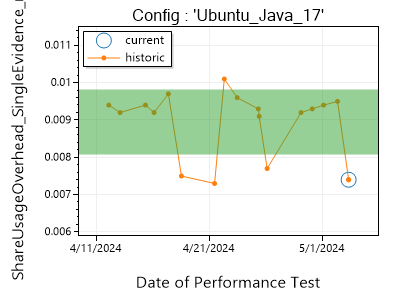 Config : 'Ubuntu_Java_17'
current
historic
0.011
0.01
0.009
0.008
0.007
0.006
4/11/2024
4/21/2024
5/1/2024
Date of Performance Test
ShareUsageOverhead_SingleEvidence_